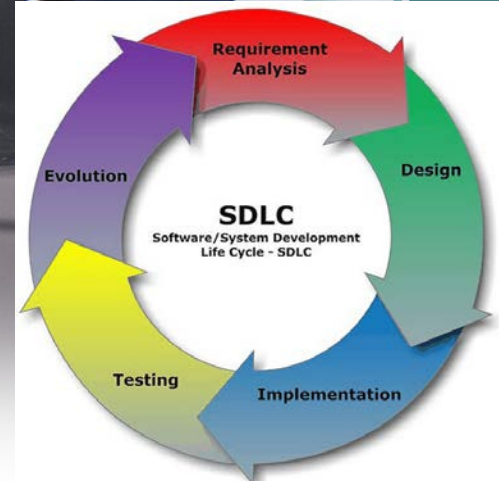 Requirement
Analysis
Design
Evolution
SDLC
Software/System Development
Life Cycle - SDLC
Testing
Implementation